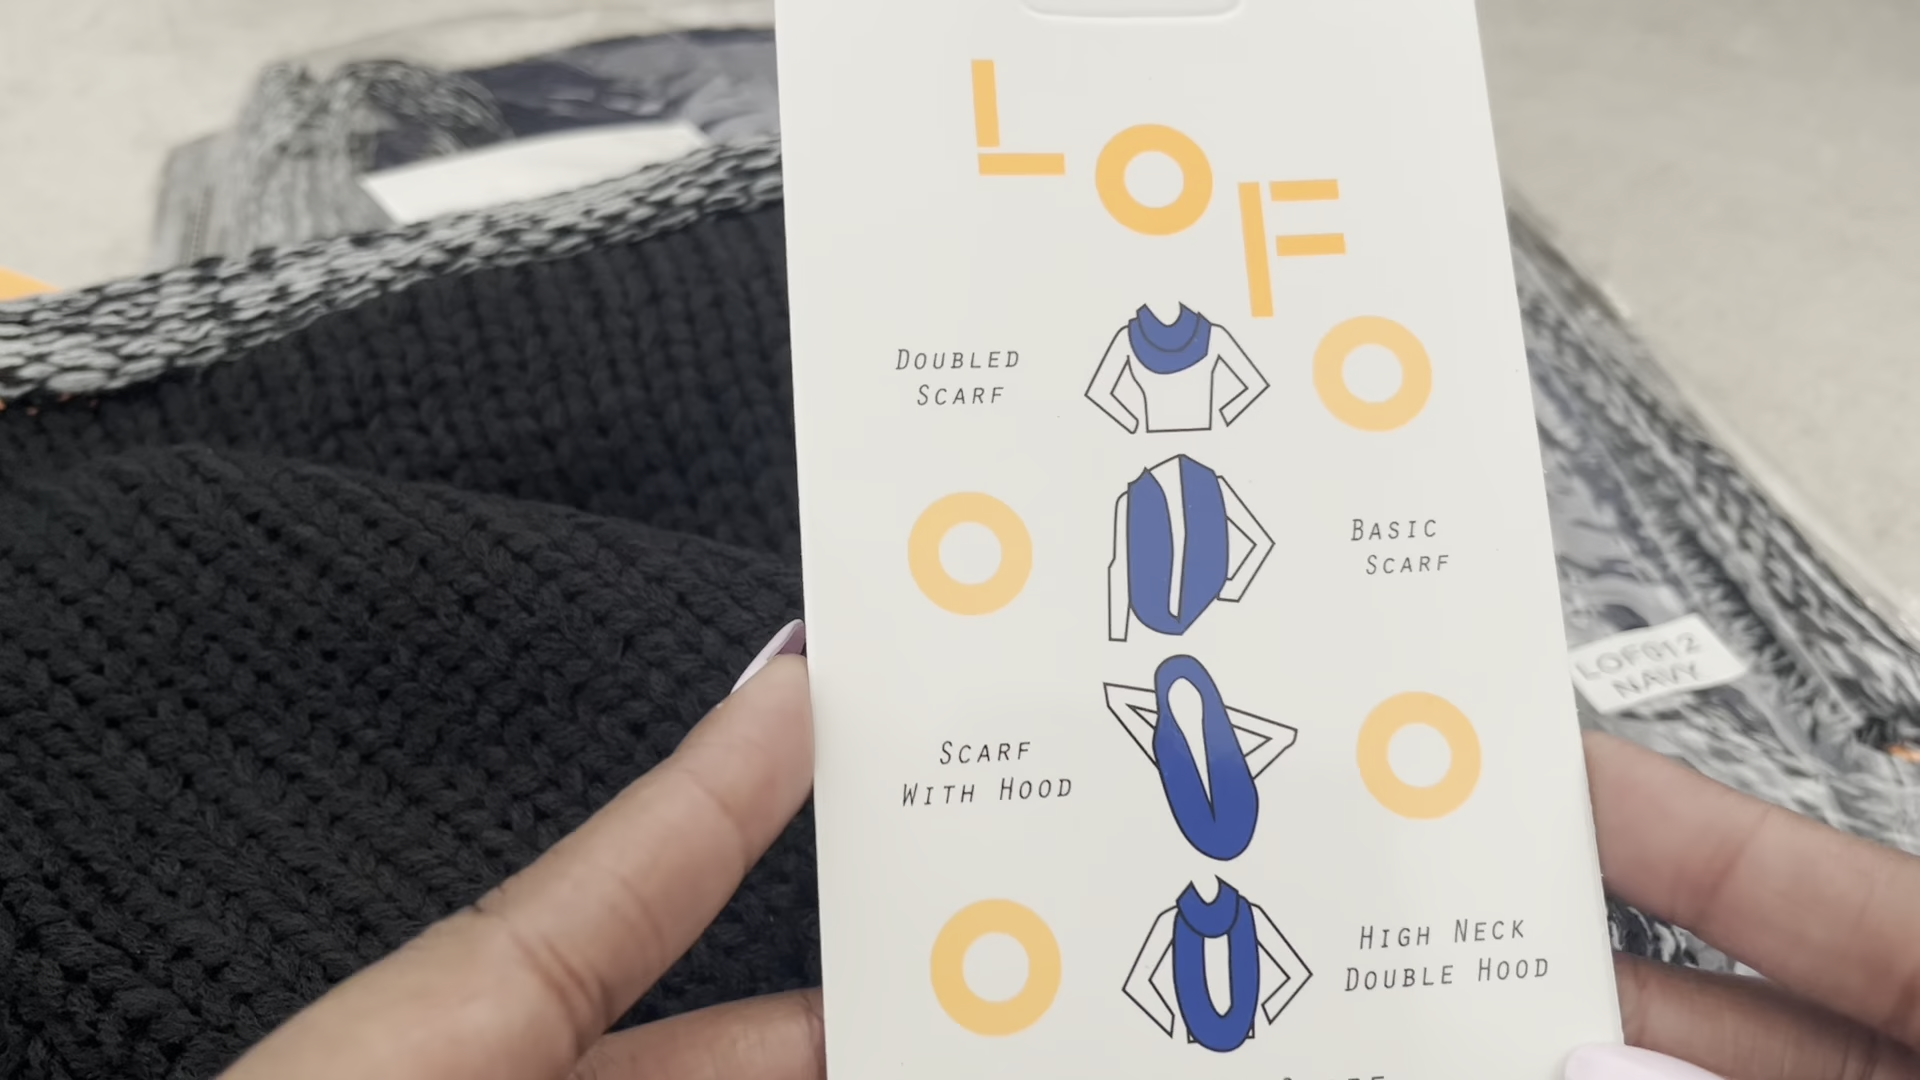 LOFO
DOUBLED
SCARF
BASIC
SCARF
SCARF
WITH HOOD
HIGH NECK
DOUBLE HOOD
LOF012
NAVY